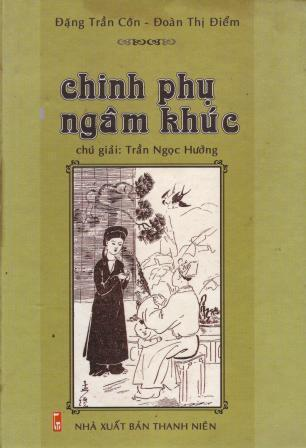 Đặng Trần Côn - Đoàn Thị Điểm
chinh phụ
ngâm khúc
chú giải: Trần Ngọc Hưởng
NHÀ XUẤT BẢN THANH NIÊN